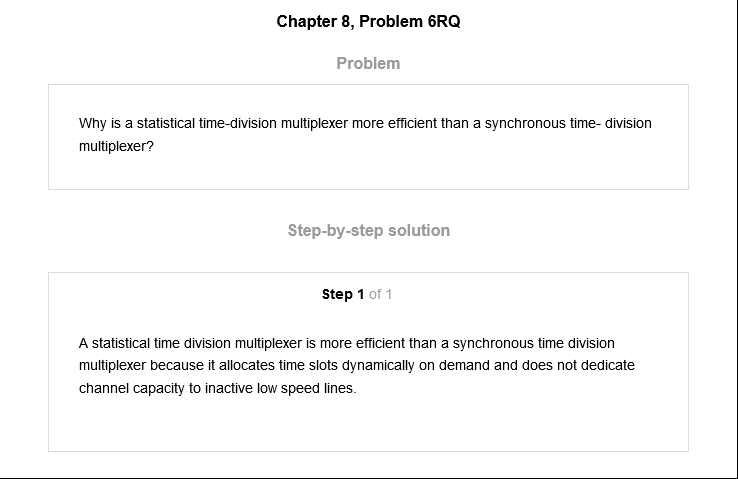 Chapter 8, Problem 6RQ
Problem
Why is a statistical time-division multiplexer more efficient than a synchronous time- division
multiplexer?
Step-by-step solution
Step 1 of 1
A statistical time division multiplexer is more efficient than a synchronous time division
multiplexer because it allocates time slots dynamically on demand and does not dedicate
channel capacity to inactive low speed lines.